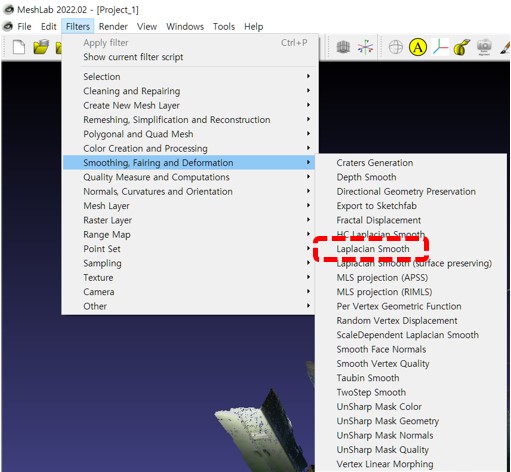 MeshLab 2022.02 - [Project_1]
File Edit Filters Render View Windows Tools Help
Apply filter Ctrl+P
Show current filter script
Selection
Cleaning and Repairing
Create New Mesh Layer
Remeshing, Simplification and Reconstruction
Polygonal and Quad Mesh
Color Creation and Processing
Smoothing, Fairing and Deformation
Quality Measure and Computations
Normals, Curvatures and Orientation
Mesh Layer
Raster Layer
Range Map
Point Set
Sampling
Texture
Camera
Other
Craters Generation
Depth Smooth
Directional Geometry Preservation
Export to Sketchfab
Fractal Displacement
HC Laplacian Smooth
Laplacian Smooth
Laplacian Smooth (surface preserving)
MLS projection (APSS)
MLS projection (RIMLS)
Per Vertex Geometric Function
Random Vertex Displacement
ScaleDependent Laplacian Smooth
Smooth Face Normals
Smooth Vertex Quality
Taubin Smooth
TwoStep Smooth
UnSharp Mask Color
UnSharp Mask Geometry
UnSharp Mask Normals
UnSharp Mask Quality
Vertex Linear Morphing
A